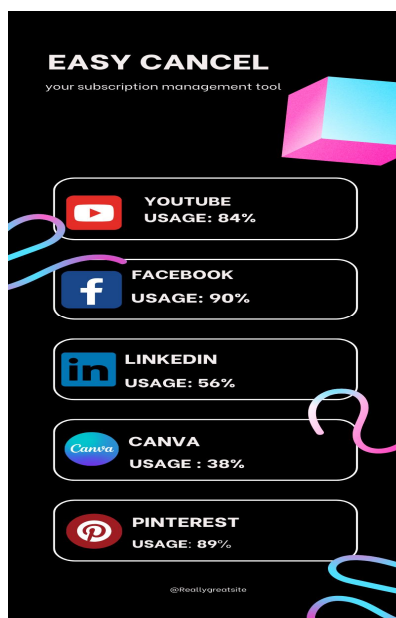 EASY CANCEL
your subscription management tool
YOUTUBE
USAGE: 84%
f
FACEBOOK
USAGE: 90%
in
LINKEDIN
USAGE: 56%
Canva
CANVA
USAGE : 38%
PINTEREST
USAGE: 89%
@Reallygreatsite